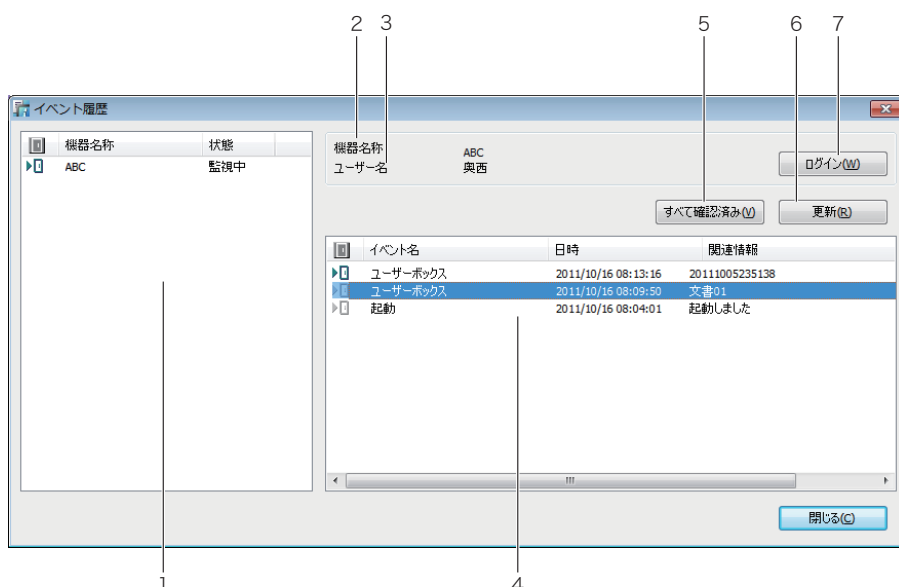 2 3 5 6 7
イベント履歴
機器名称 状態
ABC 監視中
機器名称 ABC
ユーザー名 奥西
ログイン(W)
すべて確認済み(V) 更新(R)
イベント名 日時 関連情報
ユーザーボックス 2011/10/16 08:13:16 20111005235138
ユーザーボックス 2011/10/16 08:09:50 文書01
起動 2011/10/16 08:04:01 起動しました
閉じる(C)
1 4